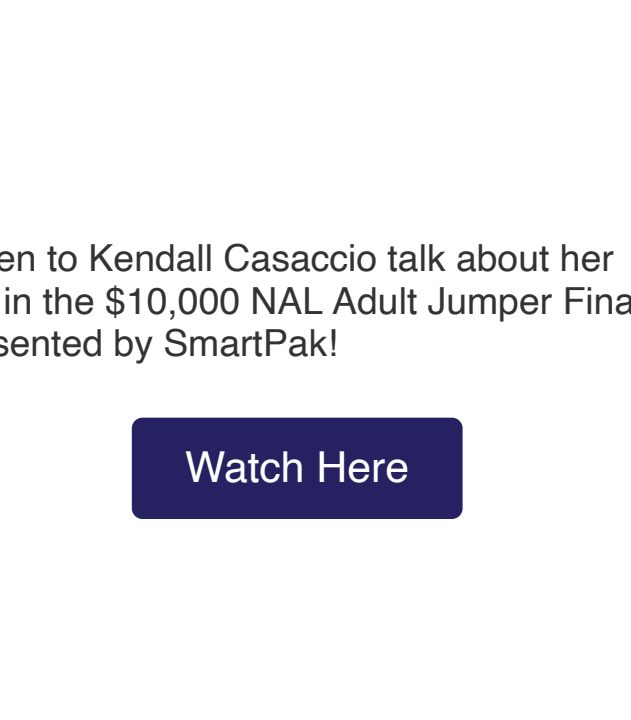 en to Kendall Casaccio talk about her
in the $10,000 NAL Adult Jumper Fina
sented by SmartPak!
Watch Here